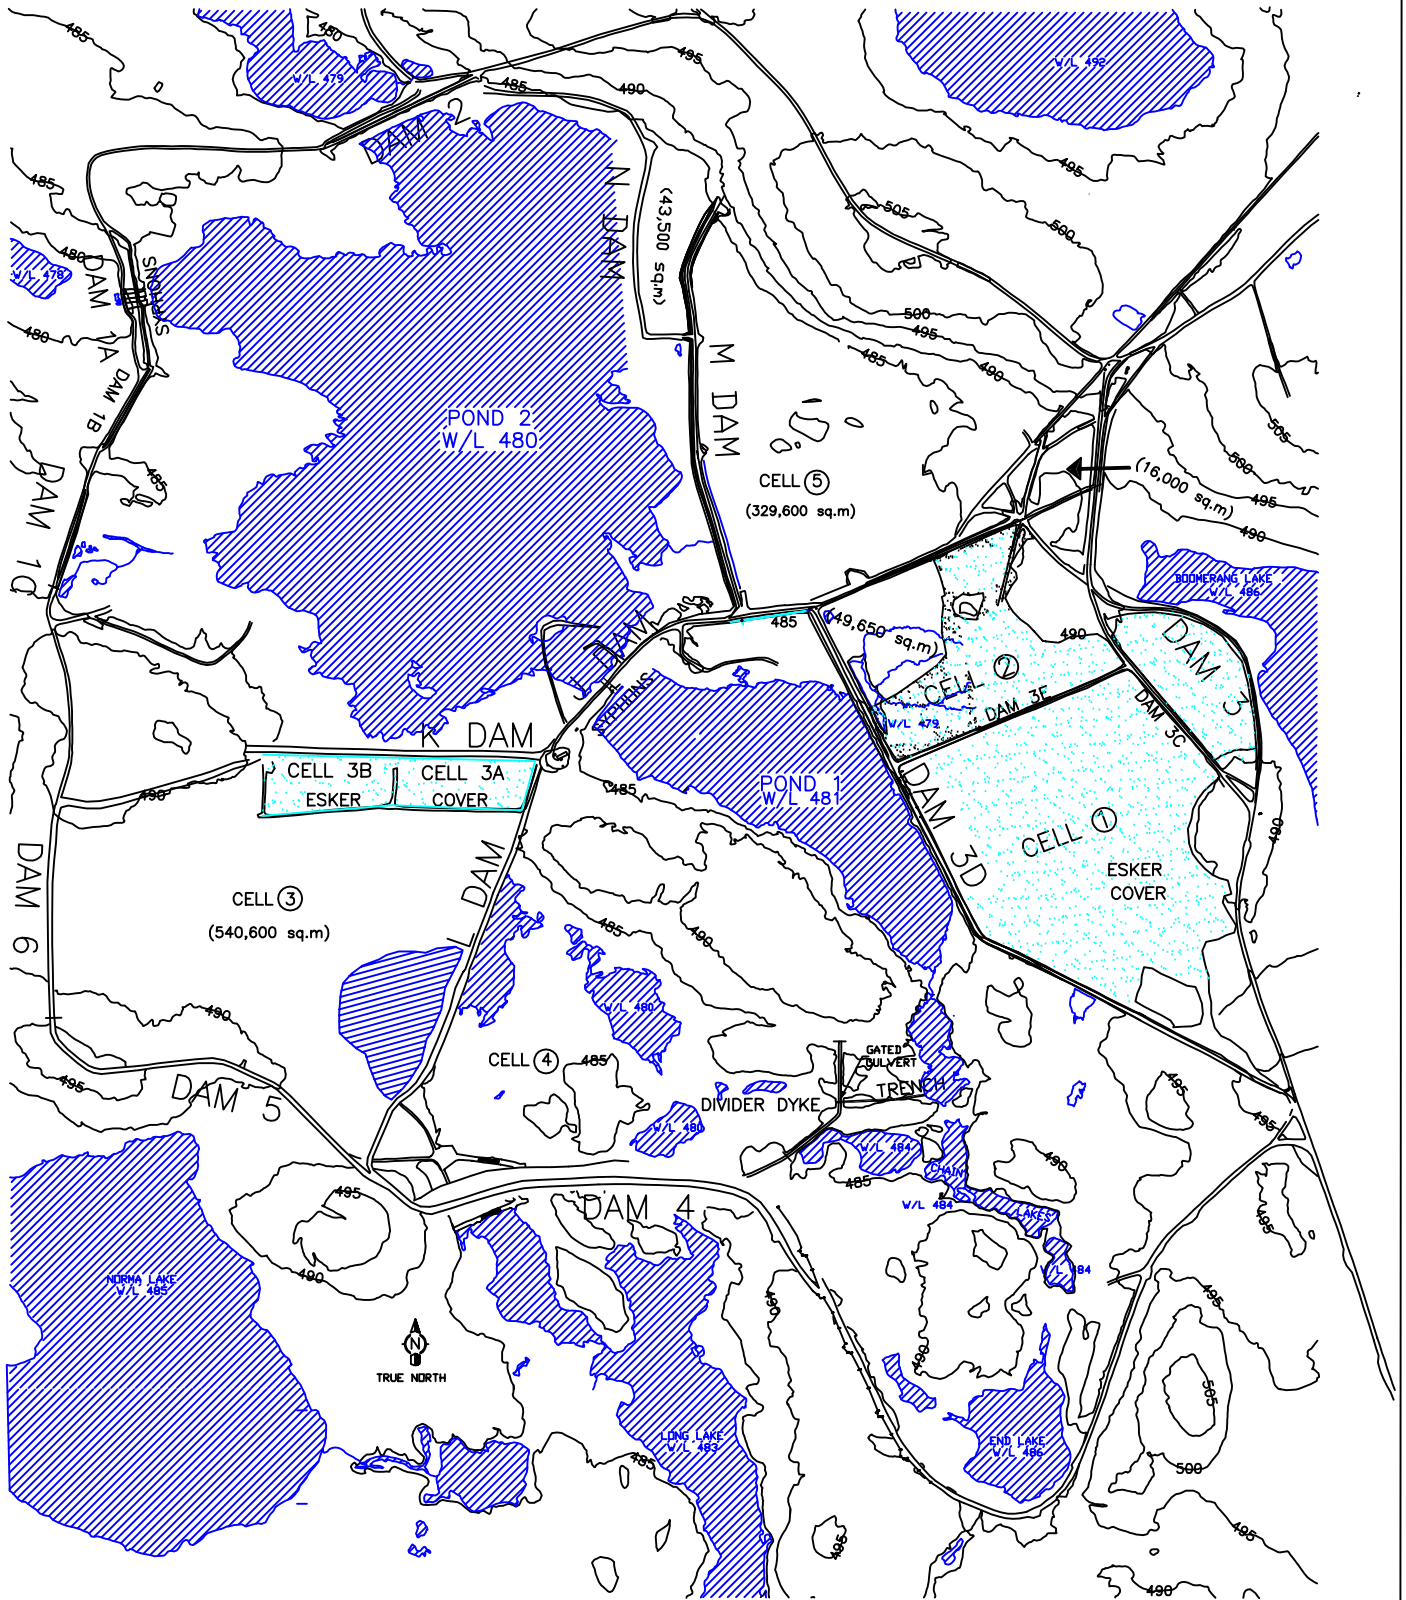 485
480
W/L 479
485
490
495
W/L 492
DAM 2
495
485
N DAM
(43,500 sq.m)
505
500
480
W/L 478
DAM 1A
SYPHONS
480
500
495
485
490
M DAM
DAM 1B
POND 2
W/L 480
505
500
495
490
485
DAM 1C
CELL 5
(329,600 sq.m)
(16,000 sq.m)
BOOMERANG LAKE
W/L 486
485
(49,650 sq.m)
490
DAM 3
J DAM
SYPHONS
CELL 2
DAM 3F
DAM 3C
W/L 479
K DAM
CELL 3B
ESKER
CELL 3A
COVER
490
485
POND 1
W/L 481
DAM 3D
CELL 1
ESKER
COVER
490
DAM 6
L DAM
CELL 3
(540,600 sq.m)
485
490
490
W/L 480
495
DAM 5
CELL 4
485
GATED
CULVERT
TRENCH
DIVIDER DYKE
W/L 480
W/L 484
CHAIN
LAKES
W/L 484
W/L 484
485
490
495
495
495
495
490
DAM 4
NORMA LAKE
W/L 485
N
TRUE NORTH
490
490
495
505
500
LONG LAKE
W/L 483
485
END LAKE
W/L 486
495
495
490